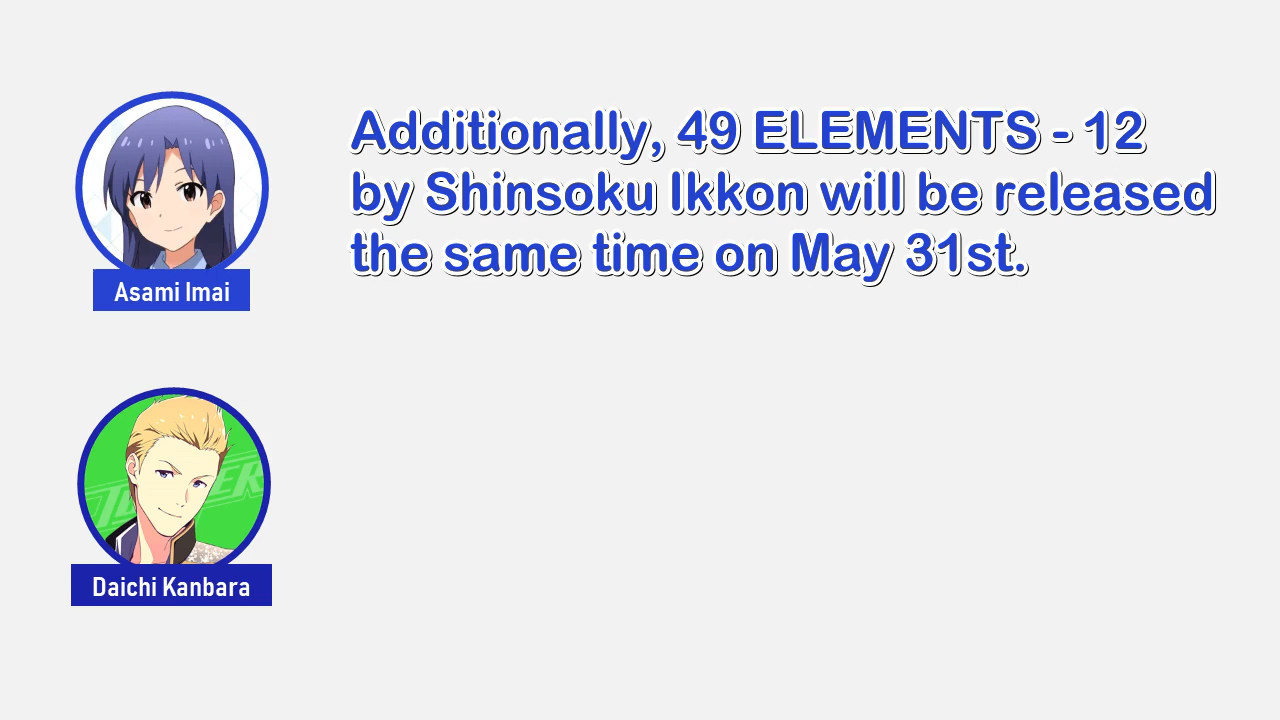 Additionally, 49 ELEMENTS - 12
by Shinsoku Ikkon will be released
the same time on May 31st.
Asami Imai
Daichi Kanbara